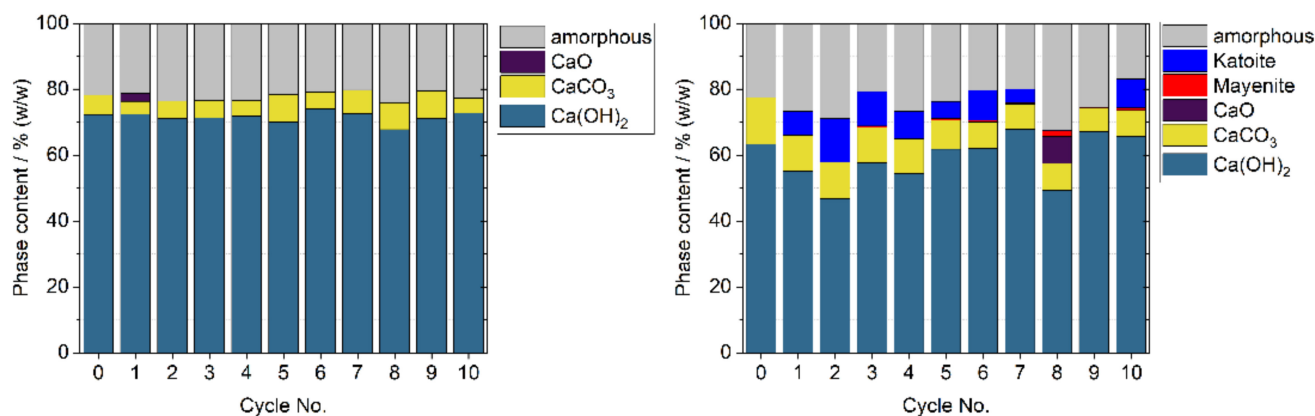 100
80
60
40
20
0
Phase content / % (w/w)
0 1 2 3 4 5 6 7 8 9 10
Cycle No.
amorphous
CaO
CaCO₃
Ca(OH)₂
100
80
60
40
20
0
Phase content / % (w/w)
0 1 2 3 4 5 6 7 8 9 10
Cycle No.
amorphous
Katoite
Mayenite
CaO
CaCO₃
Ca(OH)₂